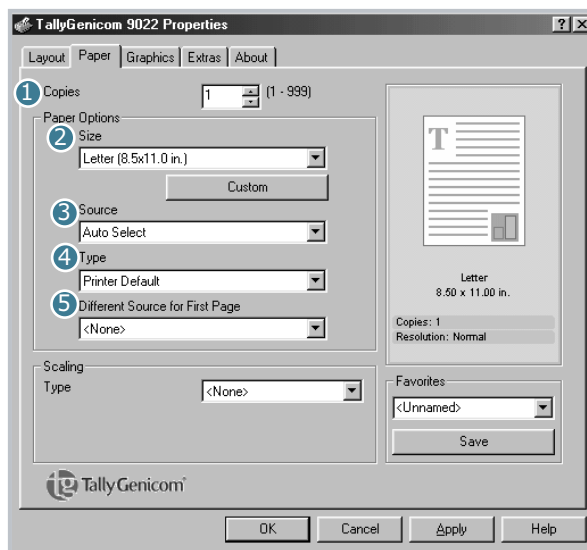 TallyGenicom 9022 Properties
Layout Paper Graphics Extras About
1 Copies 1 (1 - 999)
Paper Options
2 Size
Letter (8.5x11.0 in.)
Custom
3 Source
Auto Select
4 Type
Printer Default
5 Different Source for First Page
<None>
Scaling
Type <None>
T
Letter
8.50 x 11.00 in.
Copies: 1
Resolution: Normal
Favorites
<Unnamed>
Save
tg TallyGenicom
OK Cancel Apply Help